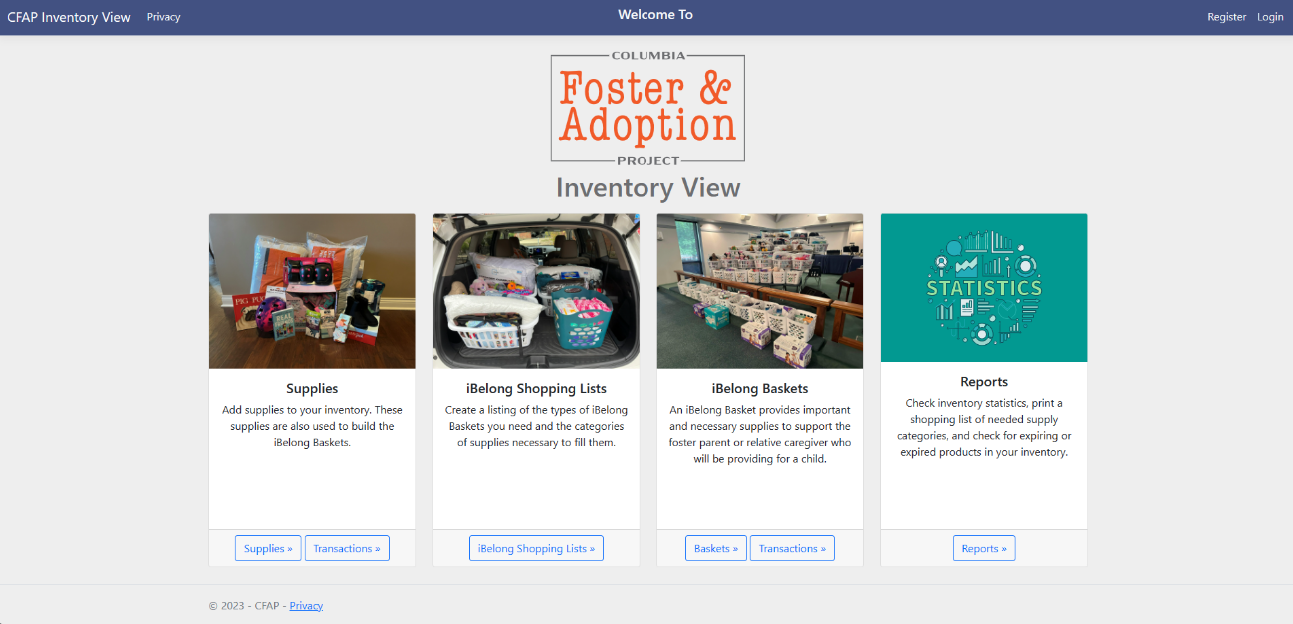 CFAP Inventory View
Privacy
Welcome To
Register
Login
COLUMBIA
Foster &
Adoption
PROJECT
Inventory View
PIG
STATISTICS
Supplies
Add supplies to your inventory. These
supplies are also used to build the
iBelong Baskets.
iBelong Shopping Lists
Create a listing of the types of iBelong
Baskets you need and the categories
of supplies necessary to fill them.
iBelong Baskets
An iBelong Basket provides important
and necessary supplies to support the
foster parent or relative caregiver who
will be providing for a child.
Reports
Check inventory statistics, print a
shopping list of needed supply
categories, and check for expiring or
expired products in your inventory.
Supplies »
Transactions »
iBelong Shopping Lists »
Baskets »
Transactions »
Reports »
© 2023 - CFAP - Privacy